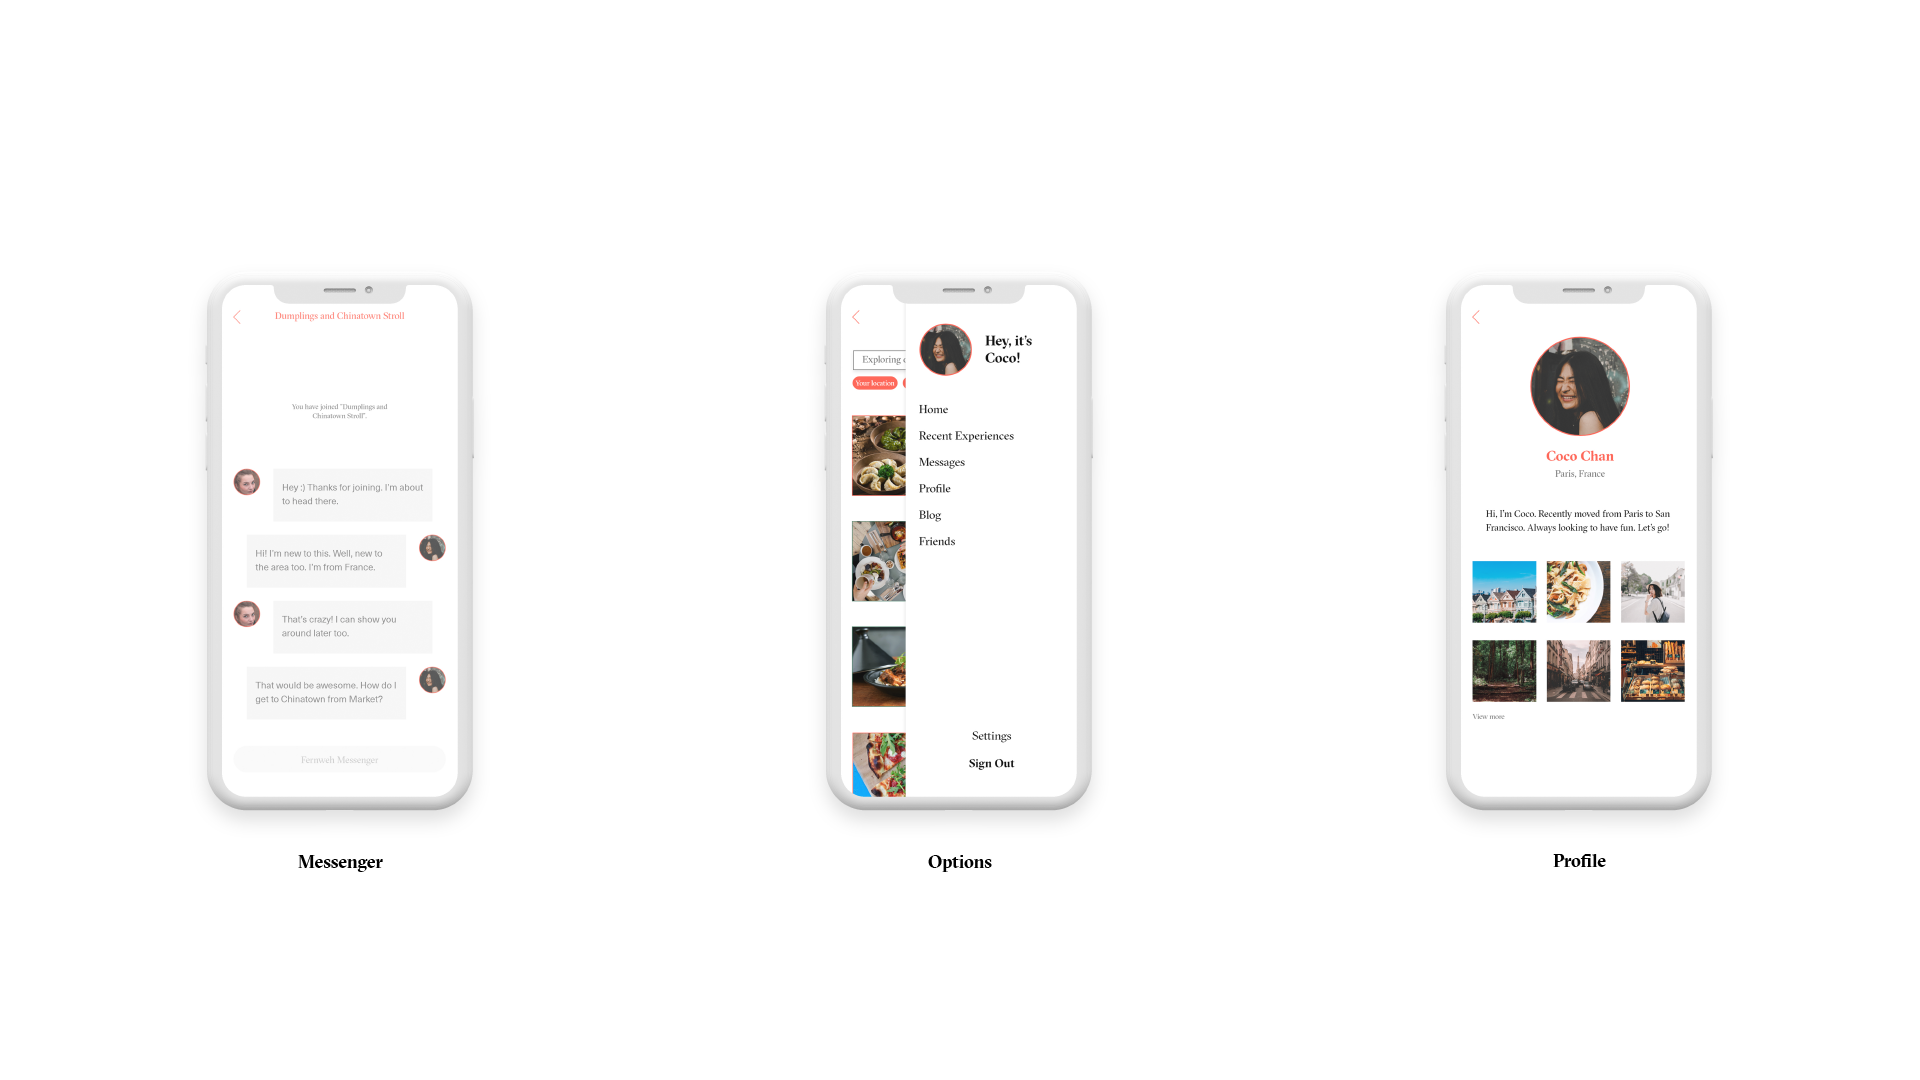 Dumplings and Chinatown Stroll
You have joined "Dumplings and
Chinatown Stroll".
Hey :) Thanks for joining. I'm about
to head there.
Hi! I'm new to this. Well, new to
the area too. I'm from France.
That's crazy! I can show you
around later too.
That would be awesome. How do I
get to Chinatown from Market?
Fernweh Messenger
Messenger
Exploring
Your location
Hey, it's
Coco!
Home
Recent Experiences
Messages
Profile
Blog
Friends
Settings
Sign Out
Options
Coco Chan
Paris, France
Hi, I'm Coco. Recently moved from Paris to San
Francisco. Always looking to have fun. Let's go!
View more
Profile